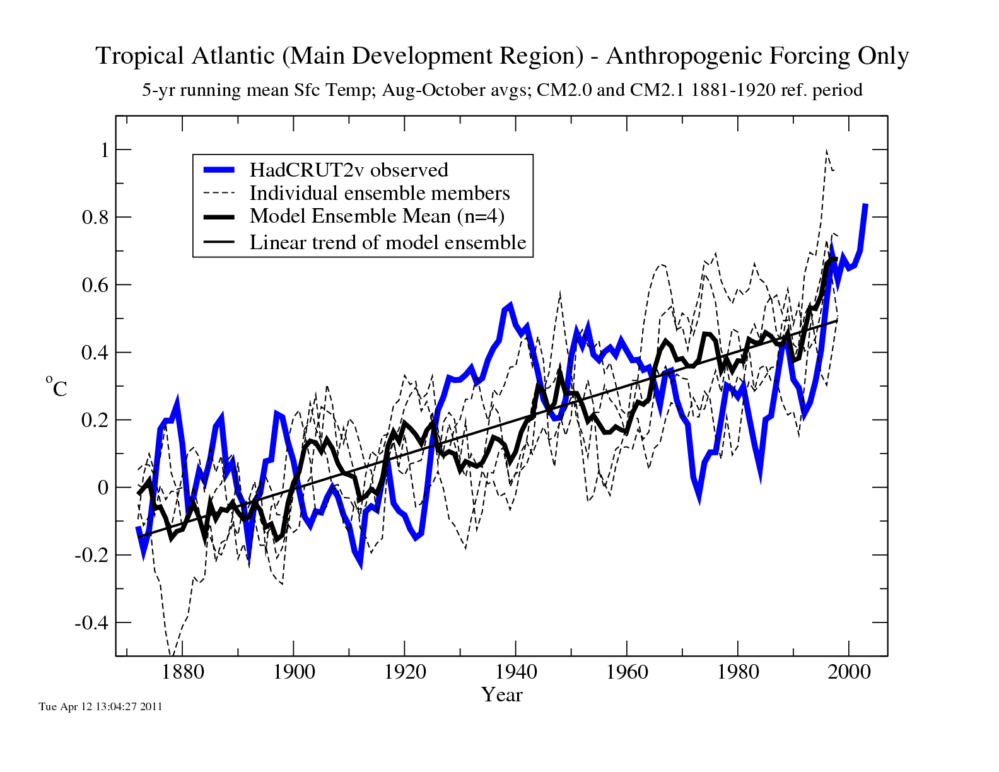 Tropical Atlantic (Main Development Region) - Anthropogenic Forcing Only
5-yr running mean Sfc Temp; Aug-October avgs; CM2.0 and CM2.1 1881-1920 ref. period
HadCRUT2v observed
Individual ensemble members
Model Ensemble Mean (n=4)
Linear trend of model ensemble
1
0.8
0.6
0.4
0.2
0
-0.2
-0.4
°C
1880 1900 1920 1940 1960 1980 2000
Year
Tue Apr 12 13:04:27 2011